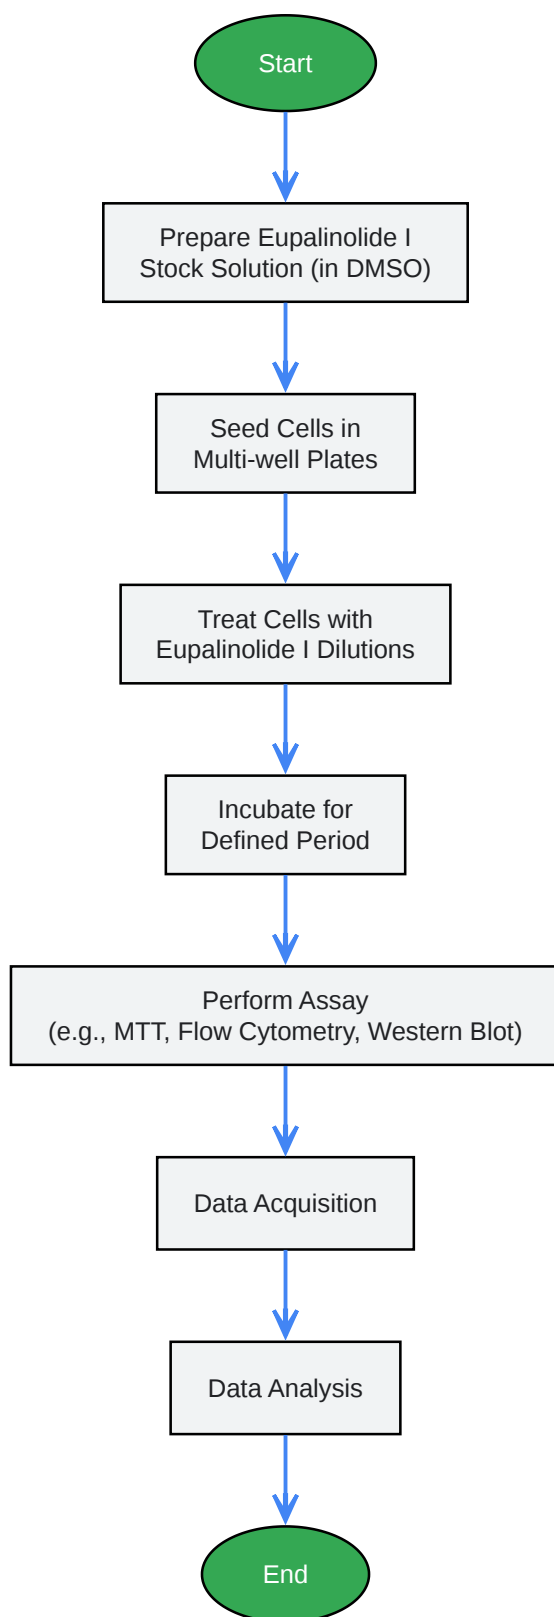 Start
Prepare Eupalinolide I
Stock Solution (in DMSO)
Seed Cells in
Multi-well Plates
Treat Cells with
Eupalinolide I Dilutions
Incubate for
Defined Period
Perform Assay
(e.g., MTT, Flow Cytometry, Western Blot)
Data Acquisition
Data Analysis
End